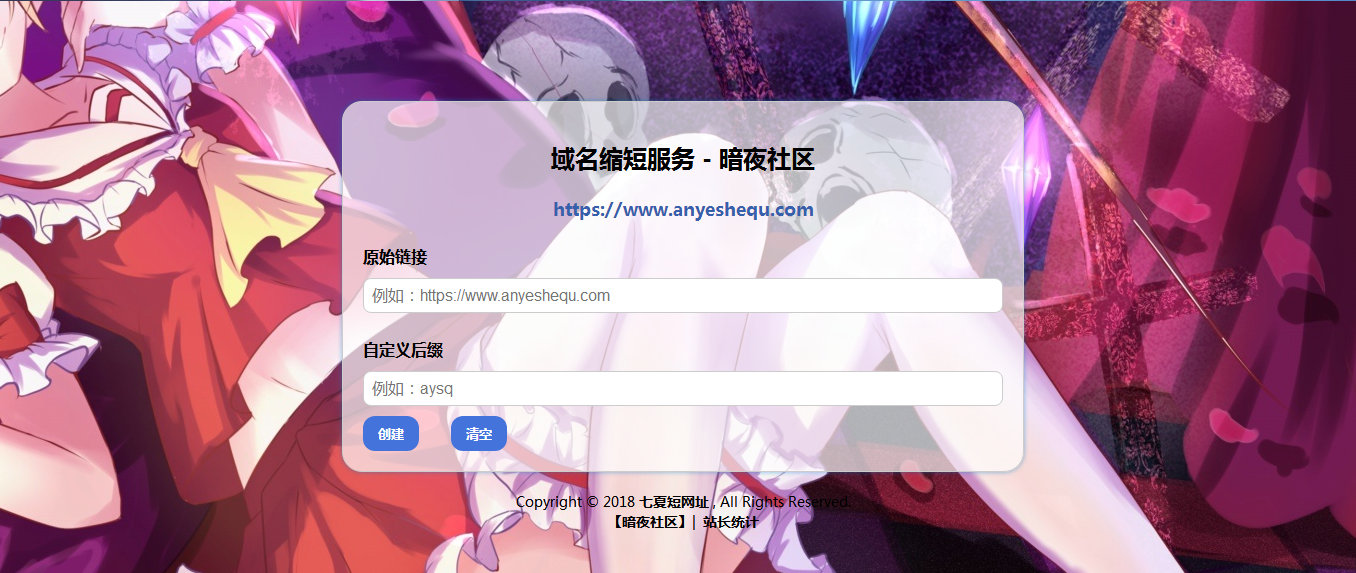 域名缩短服务 - 暗夜社区
https://www.anyeshequ.com
原始链接
例如：https://www.anyeshequ.com
自定义后缀
例如：aysq
创建 清空
Copyright © 2018 七夏短网址 , All Rights Reserved.
【暗夜社区】| 站长统计